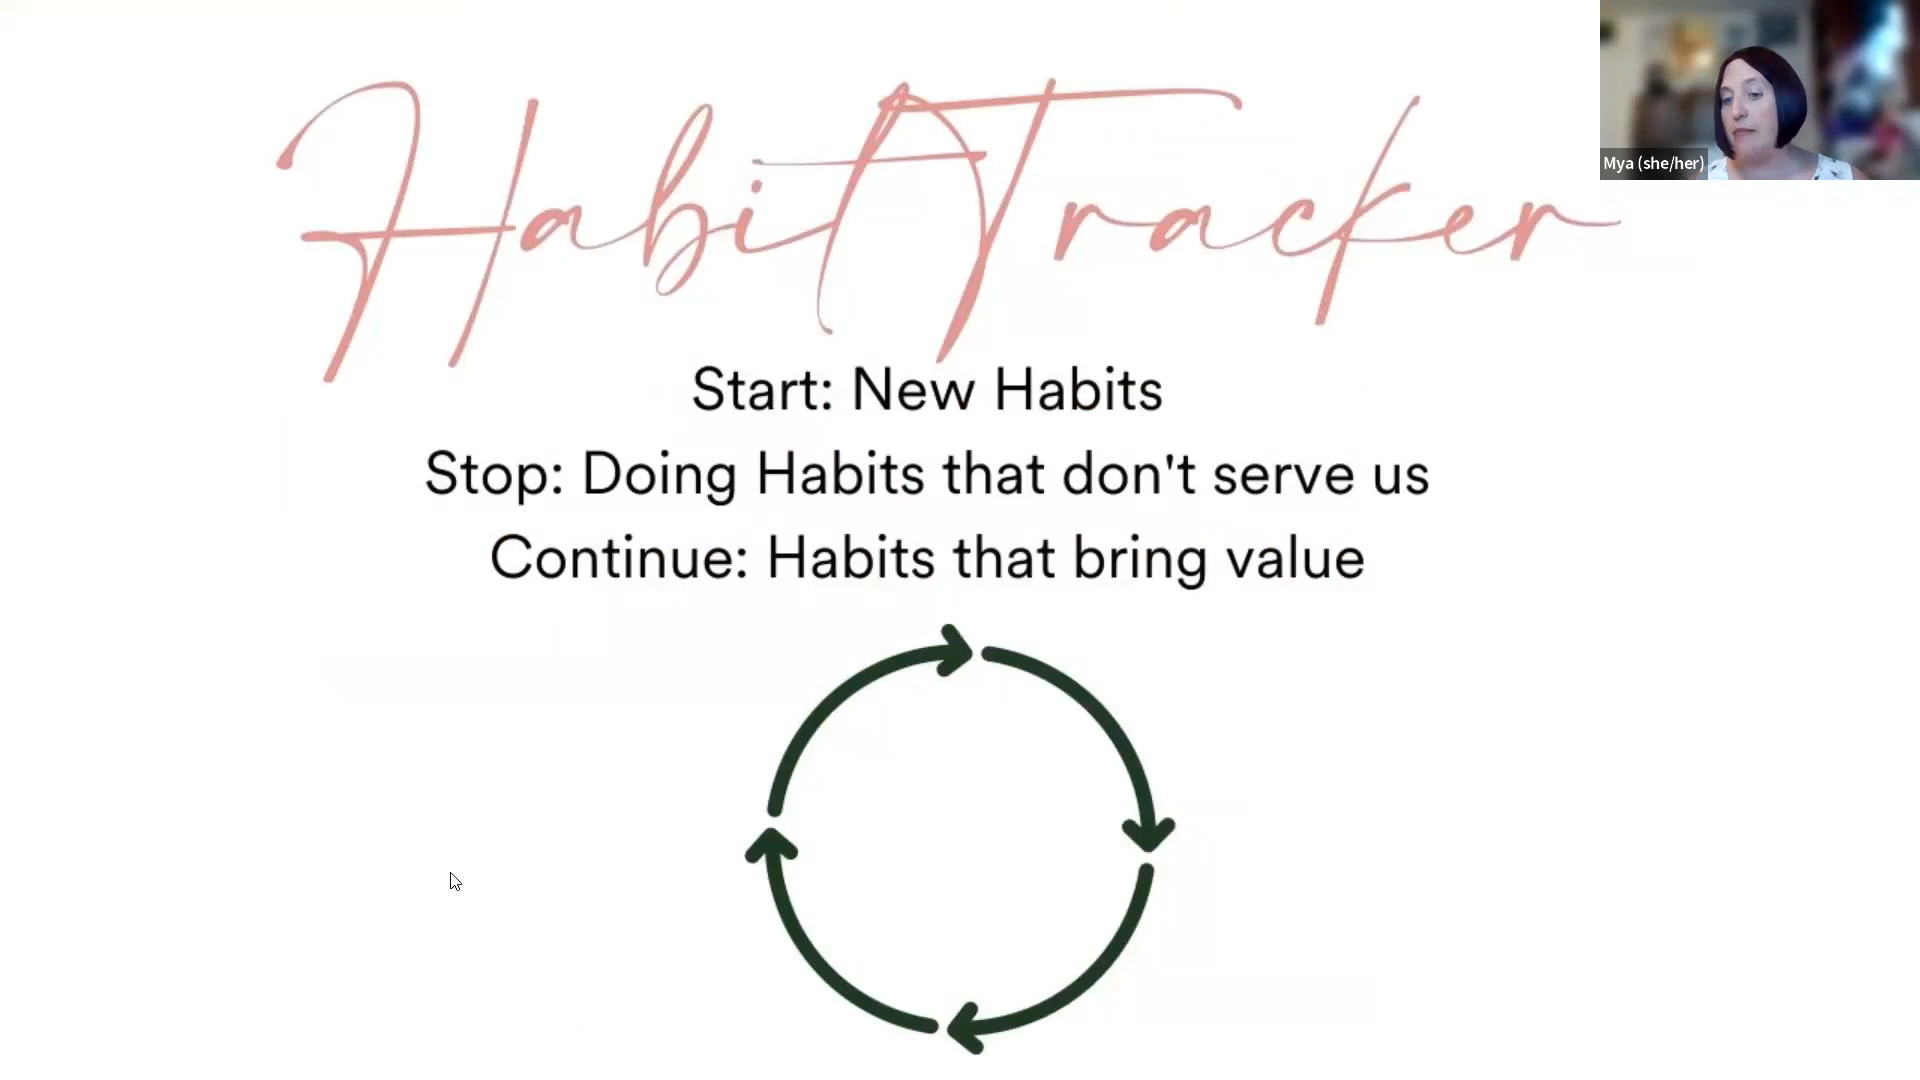 Habit Tracker
Mya (she/her)
Start: New Habits
Stop: Doing Habits that don't serve us
Continue: Habits that bring value